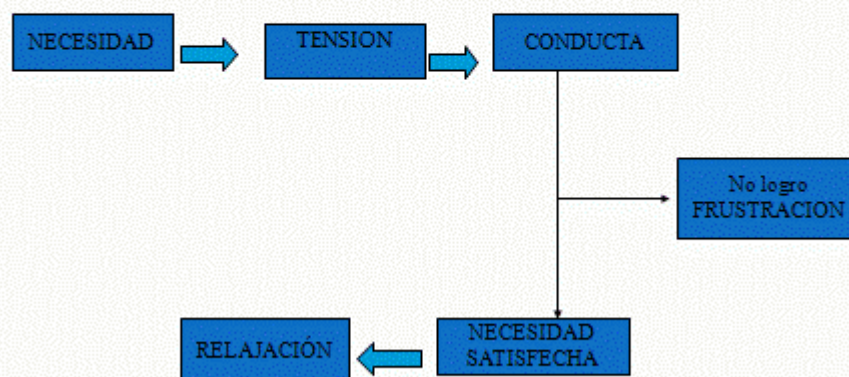 NECESIDAD
TENSION
CONDUCTA
No logro
FRUSTRACION
NECESIDAD
SATISFECHA
RELAJACIÓN